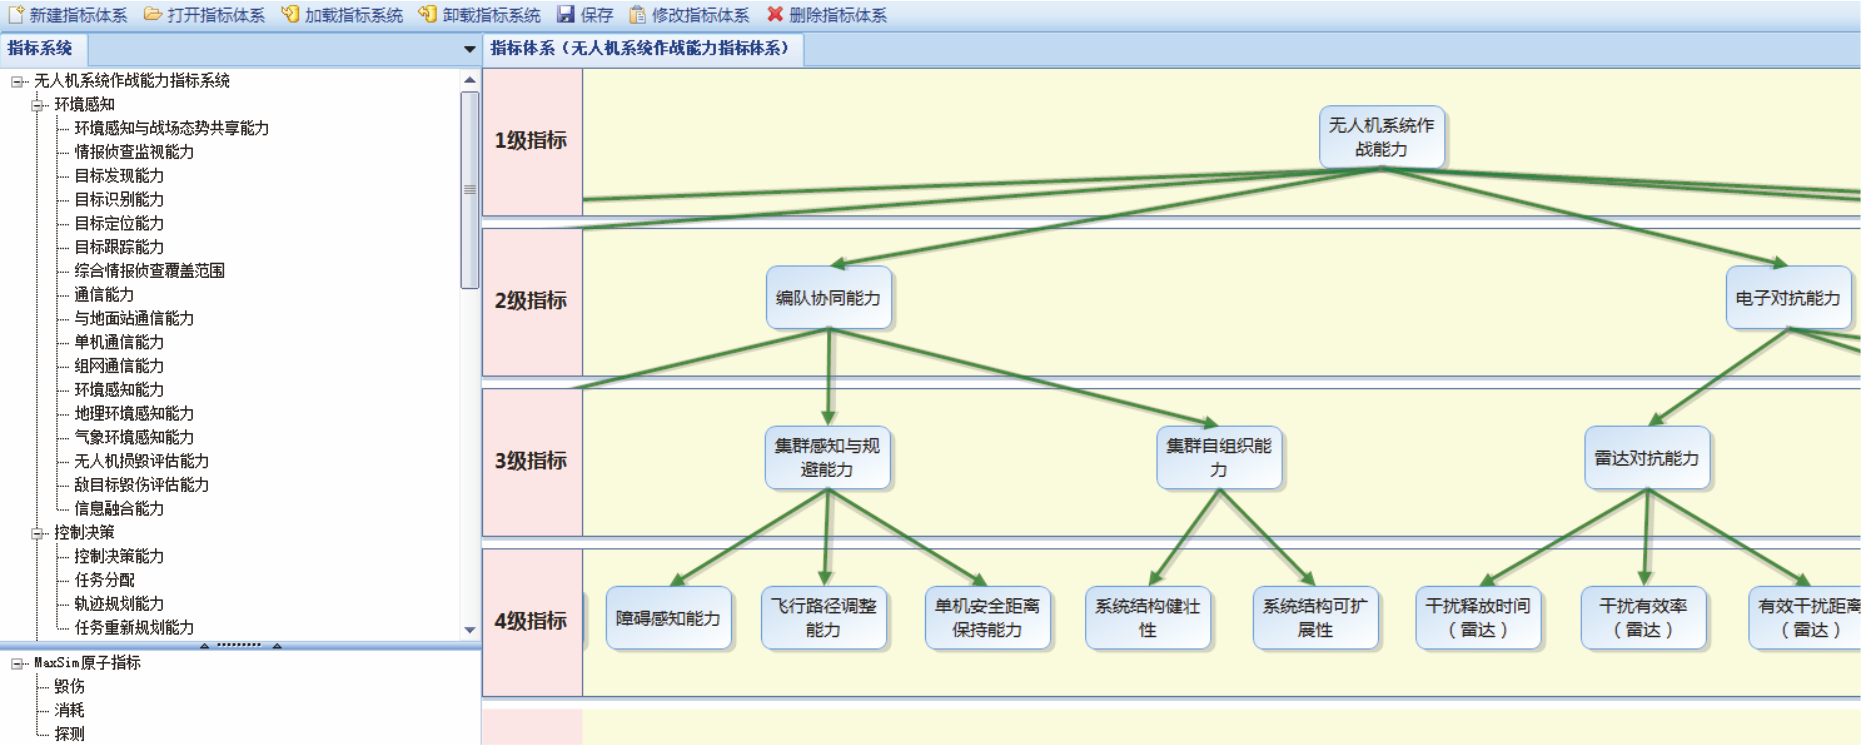 新建指标体系 打开指标体系 加载指标系统 卸载指标系统 保存 修改指标体系 删除指标体系
指标系统
指标体系（无人机系统作战能力指标体系）
无人机系统作战能力指标系统
环境感知
环境感知与战场态势共享能力
情报侦查监视能力
目标发现能力
目标识别能力
目标定位能力
目标跟踪能力
综合情报侦查覆盖范围
通信能力
与地面站通信能力
单机通信能力
组网通信能力
环境感知能力
地理环境感知能力
气象环境感知能力
无人机损毁评估能力
敌目标毁伤评估能力
信息融合能力
控制决策
控制决策能力
任务分配
轨迹规划能力
任务重新规划能力
MaxSim原子指标
毁伤
消耗
探测
1级指标
无人机系统作
战能力
2级指标
编队协同能力
电子对抗能力
3级指标
集群感知与规
避能力
集群自组织能
力
雷达对抗能力
4级指标
障碍感知能力
飞行路径调整
能力
单机安全距离
保持能力
系统结构健壮
性
系统结构可扩
展性
干扰释放时间
（雷达）
干扰有效率
（雷达）
有效干扰距离
（雷达）